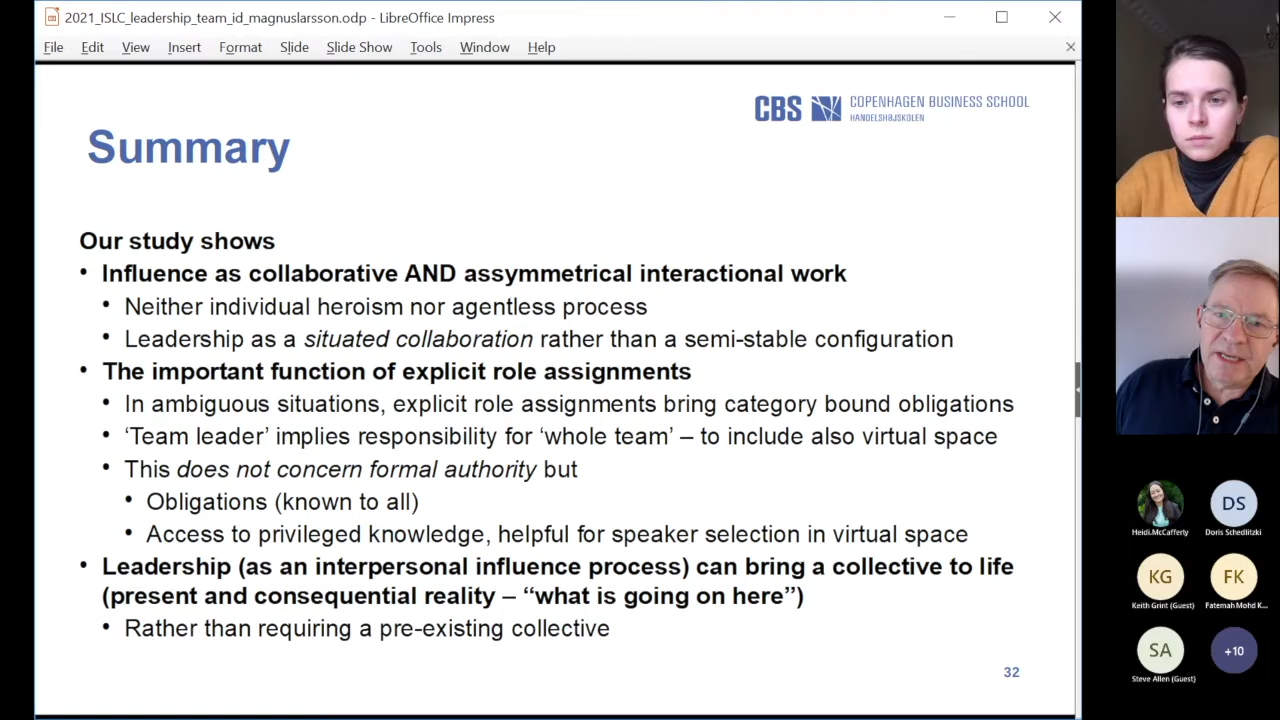 2021_ISLC_leadership_team_id_magnuslarsson.odp - LibreOffice Impress
File Edit View Insert Format Slide Slide Show Tools Window Help
CBS COPENHAGEN BUSINESS SCHOOL
HANDELSHØJSKOLEN
Summary
Our study shows
• Influence as collaborative AND assymmetrical interactional work
• Neither individual heroism nor agentless process
• Leadership as a situated collaboration rather than a semi-stable configuration
• The important function of explicit role assignments
• In ambiguous situations, explicit role assignments bring category bound obligations
• ‘Team leader’ implies responsibility for ‘whole team’ – to include also virtual space
• This does not concern formal authority but
• Obligations (known to all)
• Access to privileged knowledge, helpful for speaker selection in virtual space
• Leadership (as an interpersonal influence process) can bring a collective to life
(present and consequential reality – “what is going on here”)
• Rather than requiring a pre-existing collective
32
DS
Heidi.McCafferty Doris Schedlitzki
KG FK
Keith Grint (Guest) Fatemah Mohd K...
SA +10
Steve Allen (Guest)